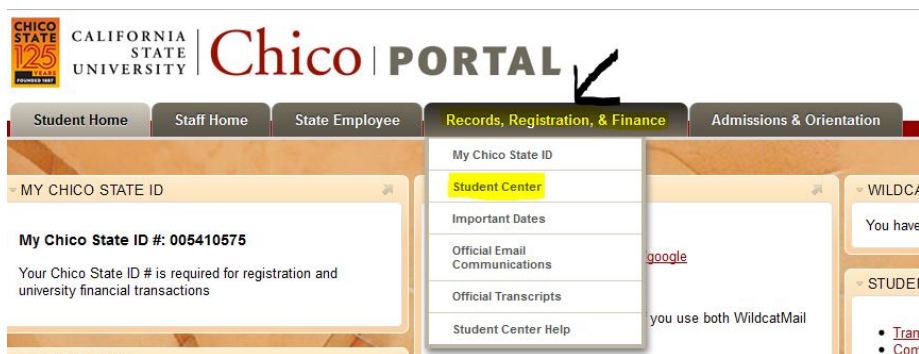 CHICO
STATE
125
YEARS
FOUNDED 1887
CALIFORNIA
STATE
UNIVERSITY
Chico
PORTAL
Student Home
Staff Home
State Employee
Records, Registration, & Finance
Admissions & Orientation
My Chico State ID
Student Center
Important Dates
Official Email
Communications
Official Transcripts
Student Center Help
MY CHICO STATE ID
My Chico State ID #: 005410575
Your Chico State ID # is required for registration and
university financial transactions
google
you use both WildcatMail
WILDCA
You have
STUDE
• Tran
• Com